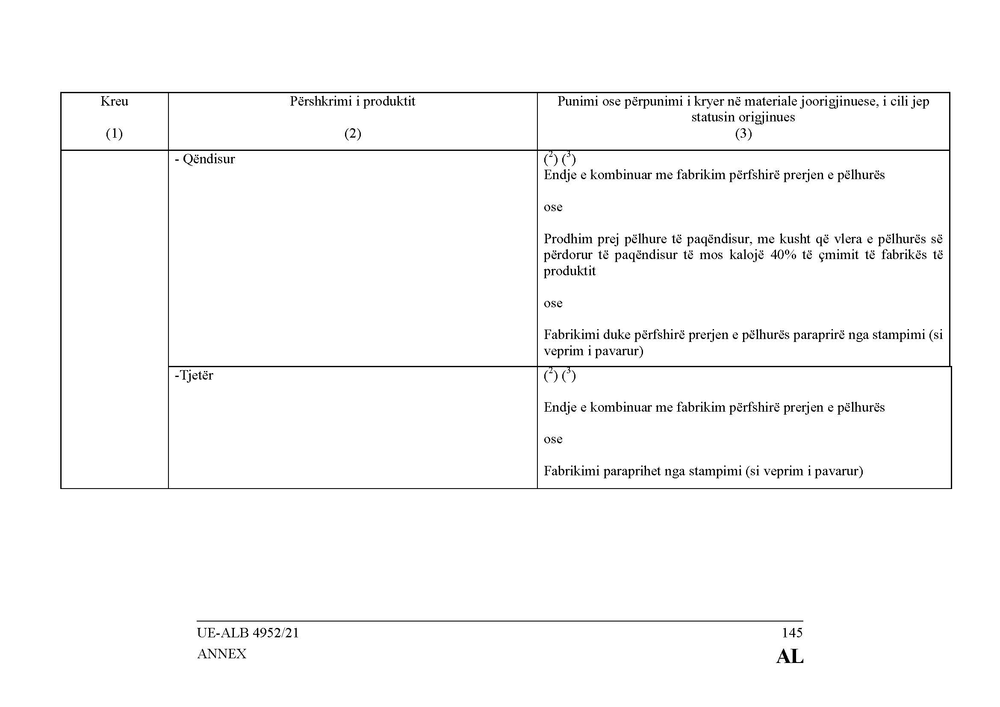 Kreu
(1)
Përshkrimi i produktit
(2)
Punimi ose përpunimi i kryer në materiale joorigjinuese, i cili jep
statusin origjinues
(3)
- Qëndisur
(²) (³)
Endje e kombinuar me fabrikim përfshirë prerjen e pëlhurës
ose
Prodhim prej pëlhure të paqëndisur, me kusht që vlera e pëlhurës së
përdorur të paqëndisur të mos kalojë 40% të çmimit të fabrikës të
produktit
ose
Fabrikimi duke përfshirë prerjen e pëlhurës paraprirë nga stampimi (si
veprim i pavarur)
-Tjetër
(²) (³)
Endje e kombinuar me fabrikim përfshirë prerjen e pëlhurës
ose
Fabrikimi paraprihet nga stampimi (si veprim i pavarur)
UE-ALB 4952/21
145
ANNEX
AL